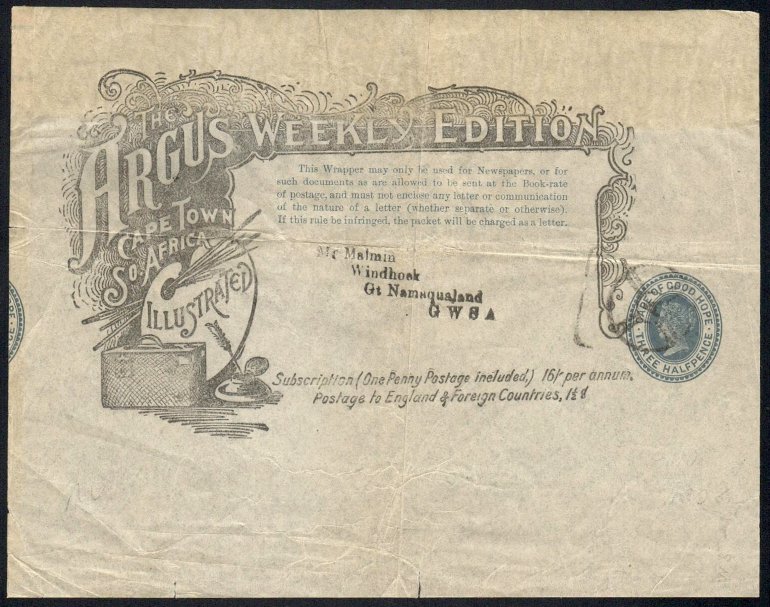 THE ARGUS WEEKLY EDITION
CAPE TOWN
SO. AFRICA
ILLUSTRATED
This Wrapper may only be used for Newspapers, or for
such documents as are allowed to be sent at the Book-rate
of postage, and must not enclose any letter or communication
of the nature of a letter (whether separate or otherwise).
If this rule be infringed, the packet will be charged as a letter.
Mr Malmin
Windhoek
Gt Namaqualand
G W S A
CAPE OF GOOD HOPE
THREE HALFPENCE
Subscription (One Penny Postage included,) 16/- per annum.
Postage to England & Foreign Countries, 1½d